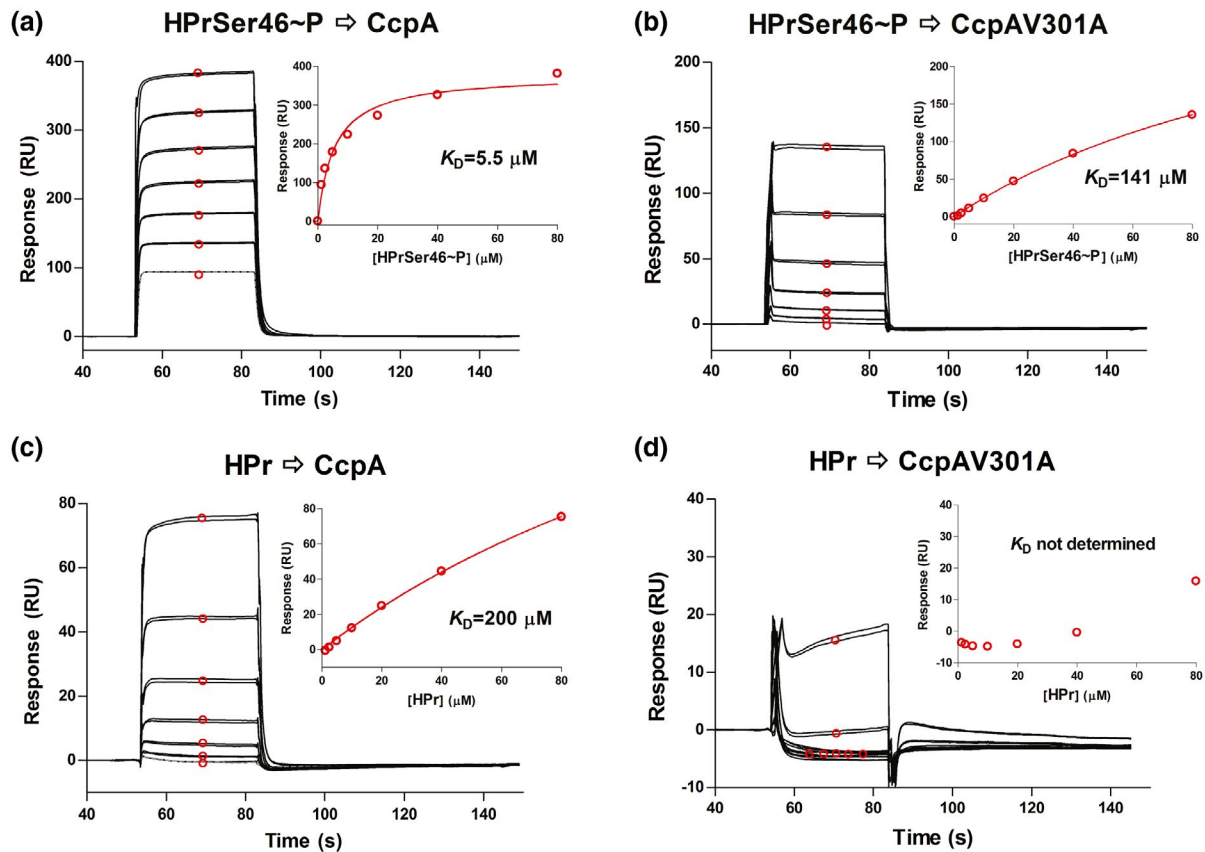 (a)
HPrSer46~P ⇨ CcpA
400
300
200
100
0
40 60 80 100 120 140
Response (RU)
Time (s)
400
300
200
100
0
0 20 40 60 80
Response (RU)
[HPrSer46~P] (μM)
KD=5.5 μM
(b)
HPrSer46~P ⇨ CcpAV301A
200
150
100
50
0
40 60 80 100 120 140
Response (RU)
Time (s)
200
150
100
50
0
0 20 40 60 80
Response (RU)
[HPrSer46~P] (μM)
KD=141 μM
(c)
HPr ⇨ CcpA
80
60
40
20
0
40 60 80 100 120 140
Response (RU)
Time (s)
80
60
40
20
0
0 20 40 60 80
Response (RU)
[HPr] (μM)
KD=200 μM
(d)
HPr ⇨ CcpAV301A
40
30
20
10
0
-10
40 60 80 100 120 140
Response (RU)
Time (s)
40
30
20
10
0
-10
0 20 40 60 80
Response (RU)
[HPr] (μM)
KD not determined